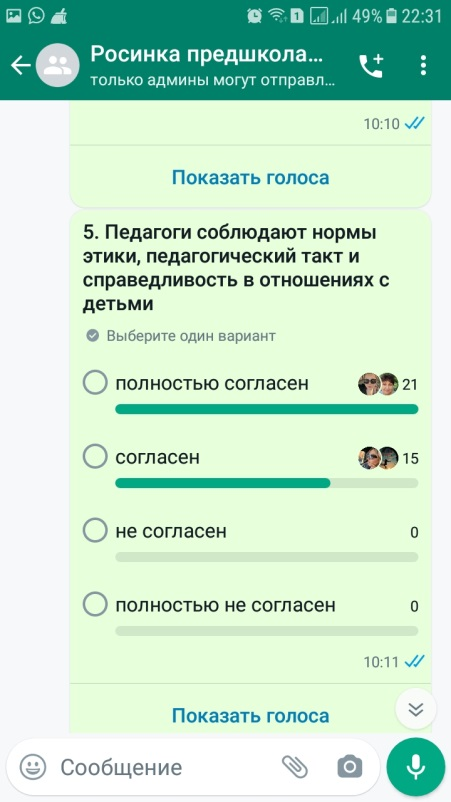 49% 22:31
Росинка предшкола...
только админы могут отправл...
10:10
Показать голоса
5. Педагоги соблюдают нормы
этики, педагогический такт и
справедливость в отношениях с
детьми
Выберите один вариант
полностью согласен 21
согласен 15
не согласен 0
полностью не согласен 0
10:11
Показать голоса
Сообщение